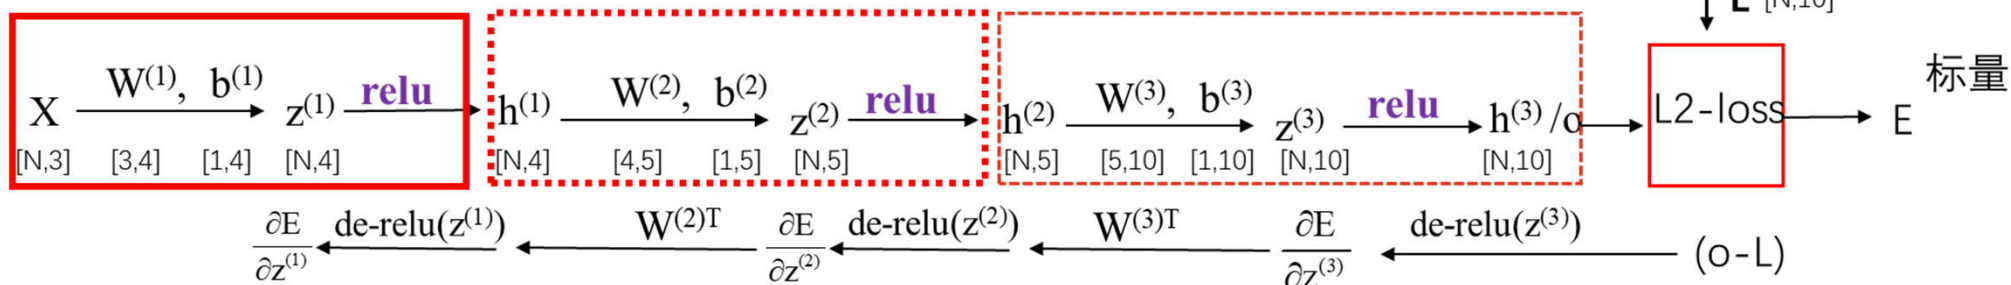 L [N,10]
W(1), b(1) relu W(2), b(2) relu W(3), b(3) relu 标量
X z(1) h(1) z(2) h(2) z(3) h(3) /o L2-loss E
[N,3] [3,4] [1,4] [N,4] [N,4] [4,5] [1,5] [N,5] [N,5] [5,10] [1,10] [N,10] [N,10]
∂E/∂z(1) de-relu(z(1)) W(2)T ∂E/∂z(2) de-relu(z(2)) W(3)T ∂E/∂z(3) de-relu(z(3)) (o-L)